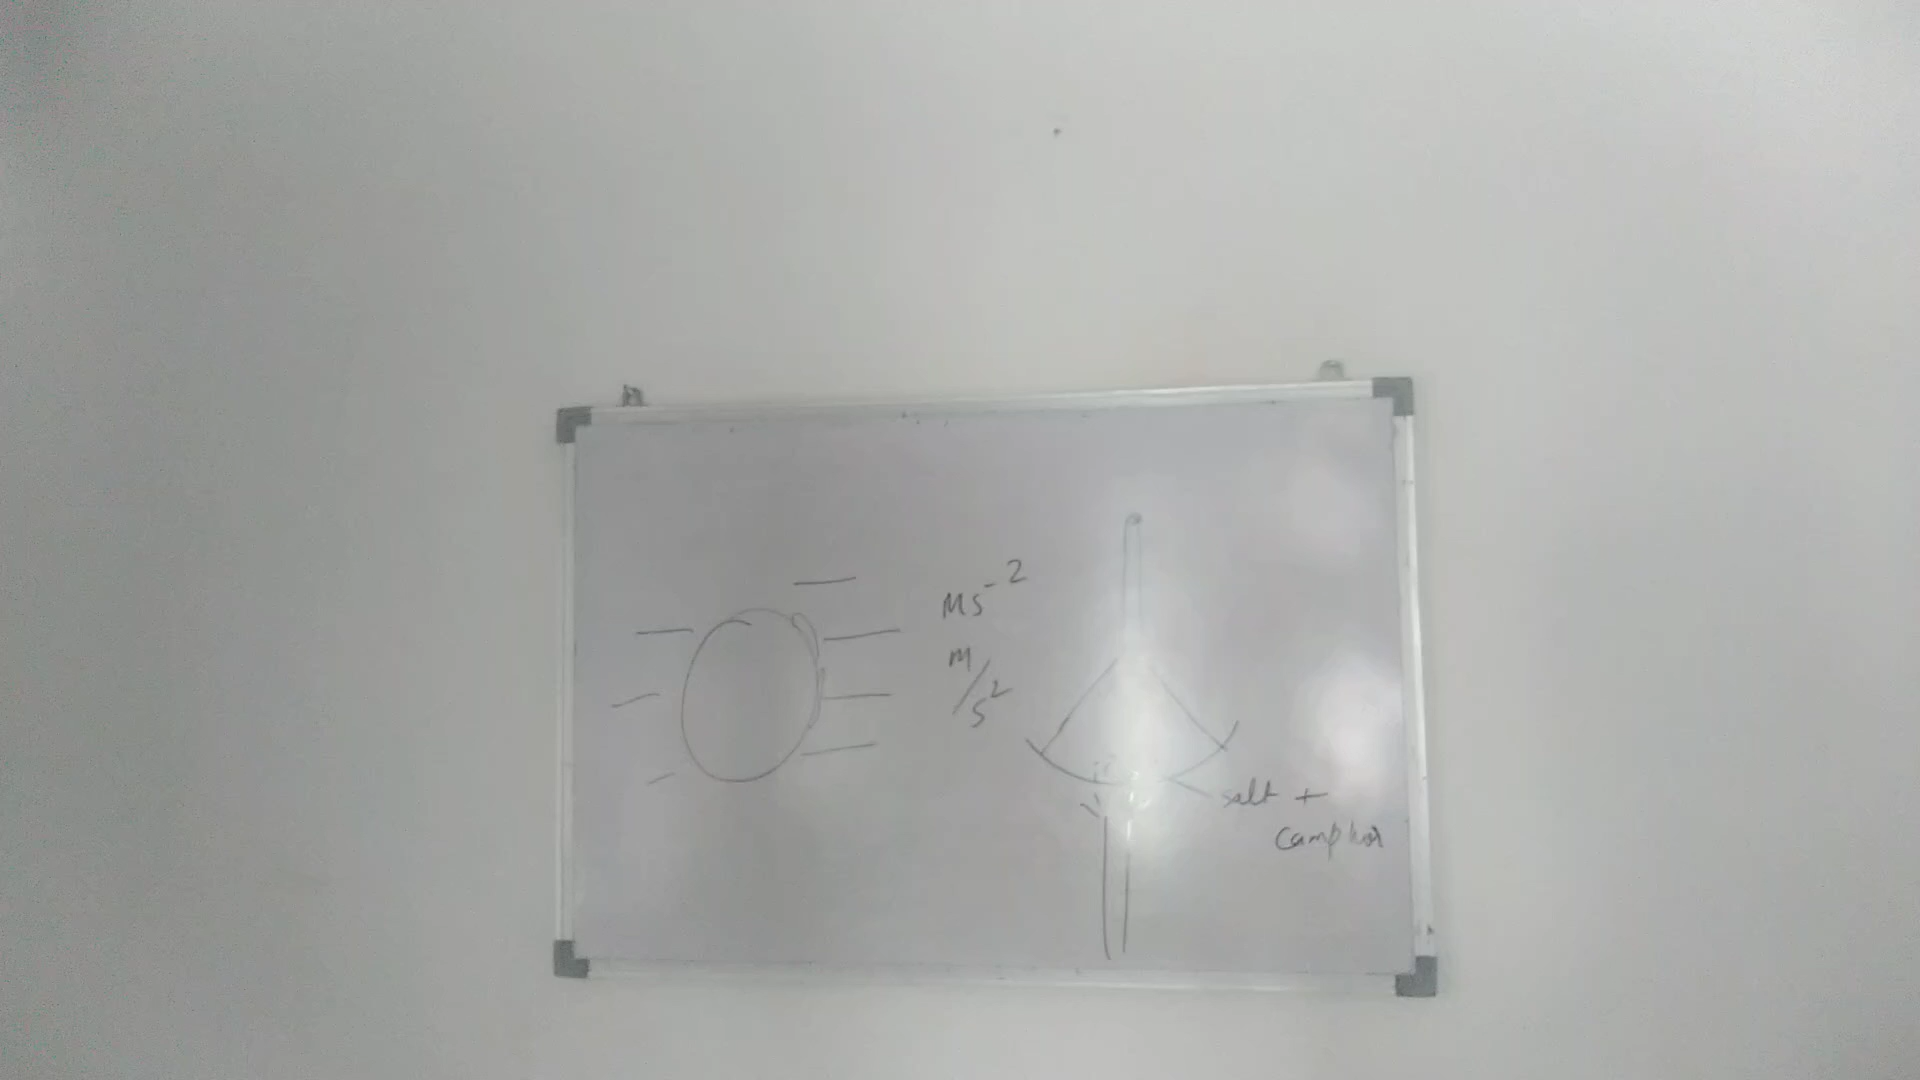 Ms⁻²
m/s²
salt +
camphor